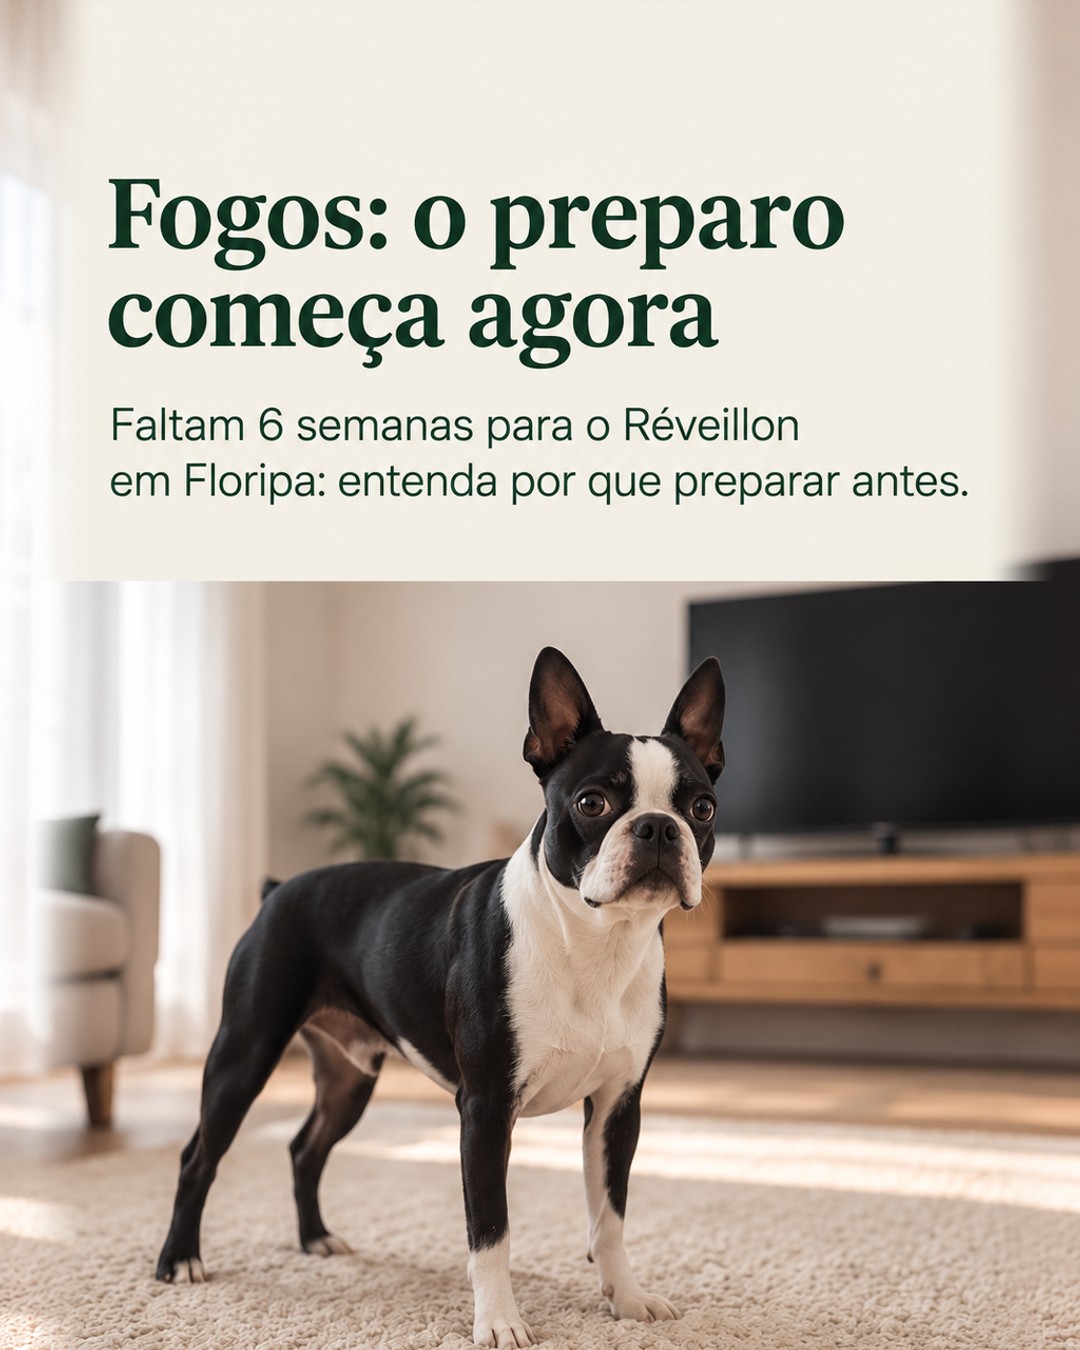 Fogos: o preparo
começa agora
Faltam 6 semanas para o Réveillon
em Floripa: entenda por que preparar antes.